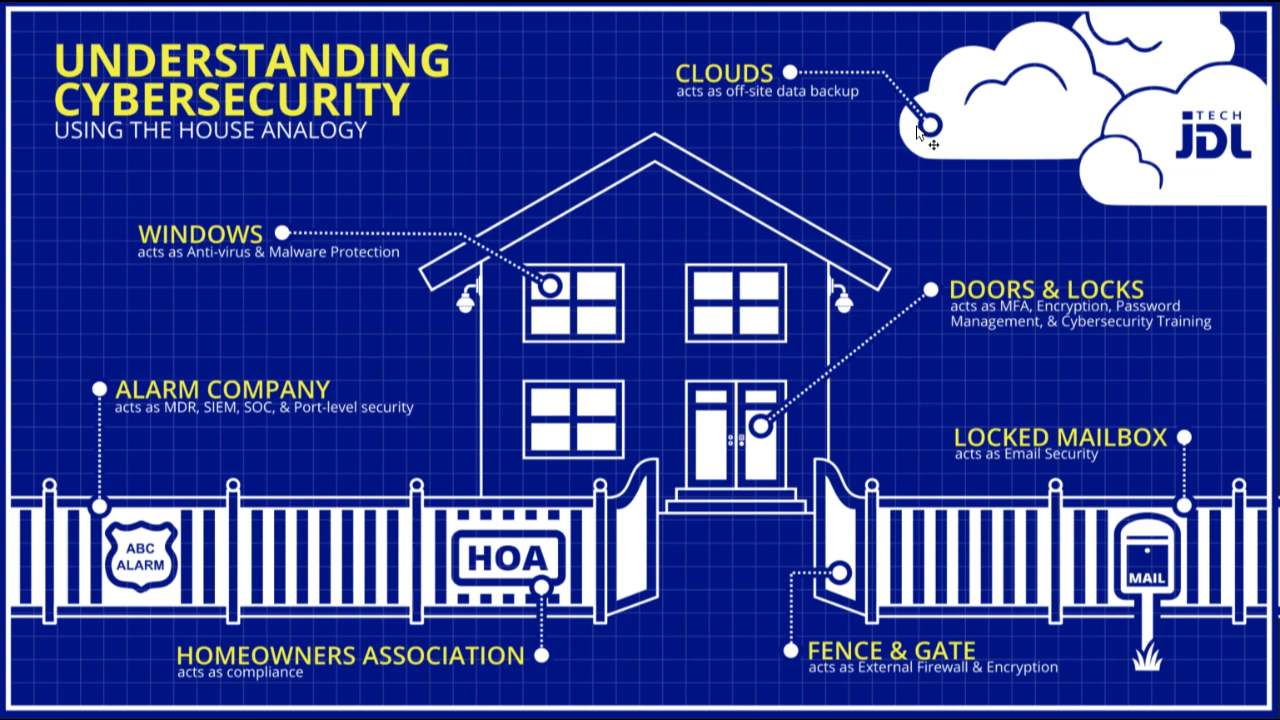 UNDERSTANDING
CYBERSECURITY
USING THE HOUSE ANALOGY
CLOUDS
acts as off-site data backup
TECH
JDL
WINDOWS
acts as Anti-virus & Malware Protection
DOORS & LOCKS
acts as MFA, Encryption, Password
Management, & Cybersecurity Training
ALARM COMPANY
acts as MDR, SIEM, SOC, & Port-level security
LOCKED MAILBOX
acts as Email Security
ABC
ALARM
HOA
MAIL
HOMEOWNERS ASSOCIATION
acts as compliance
FENCE & GATE
acts as External Firewall & Encryption